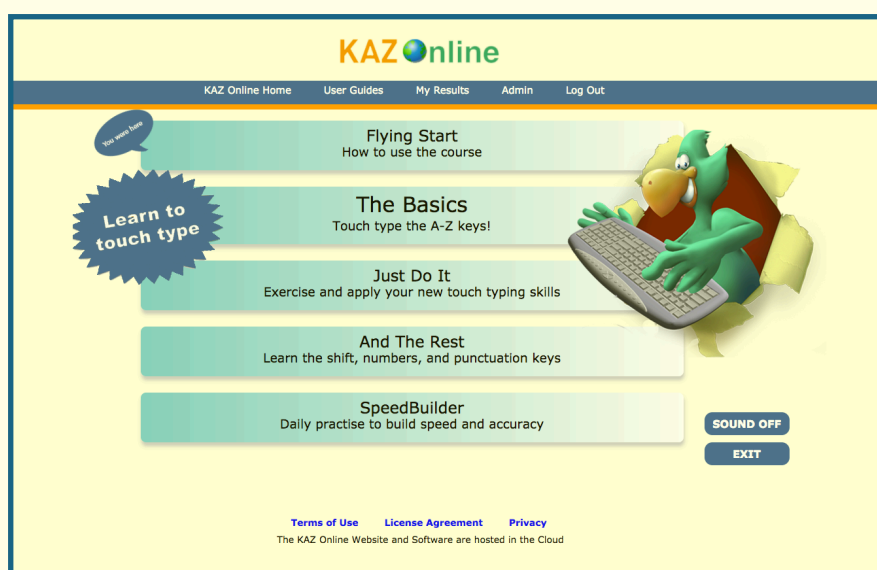 KAZ Online
KAZ Online Home User Guides My Results Admin Log Out
You were here
Flying Start
How to use the course
Learn to
touch type
The Basics
Touch type the A-Z keys!
Just Do It
Exercise and apply your new touch typing skills
And The Rest
Learn the shift, numbers, and punctuation keys
SpeedBuilder
Daily practise to build speed and accuracy
SOUND OFF
EXIT
Terms of Use License Agreement Privacy
The KAZ Online Website and Software are hosted in the Cloud